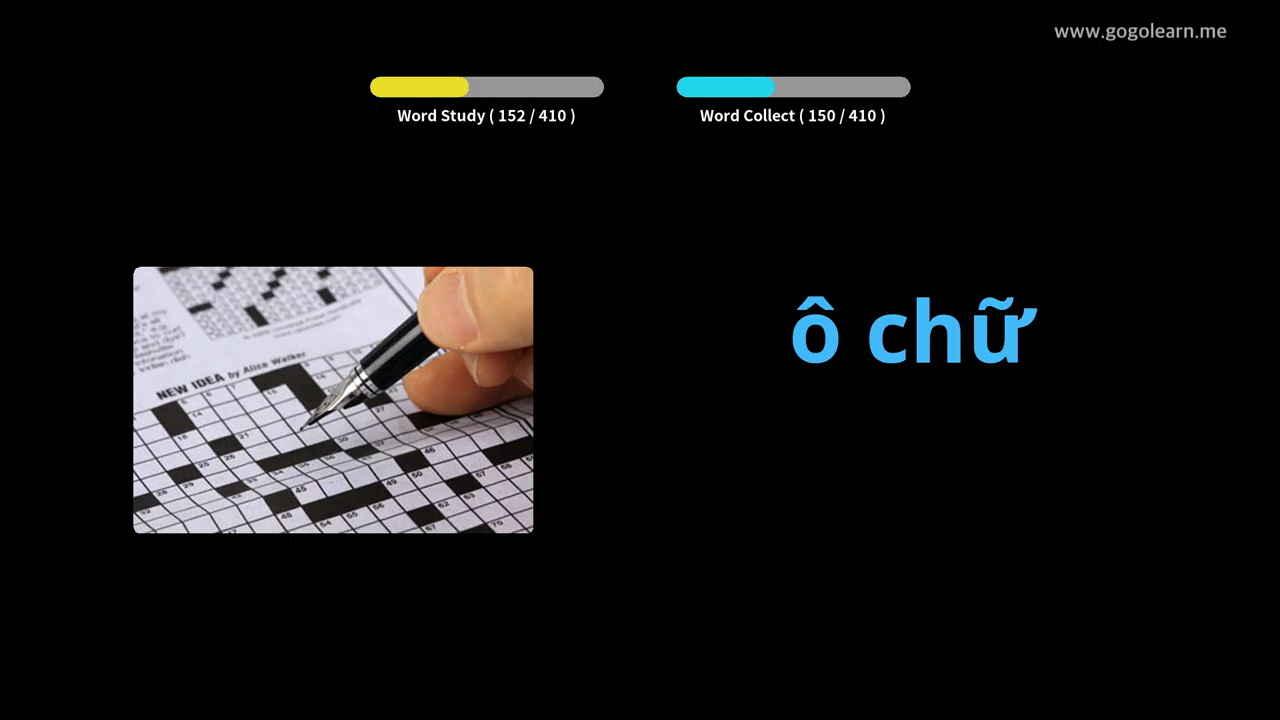 www.gogolearn.me
Word Study ( 152 / 410 )
Word Collect ( 150 / 410 )
ô chữ
NEW IDEA by Alice Walker